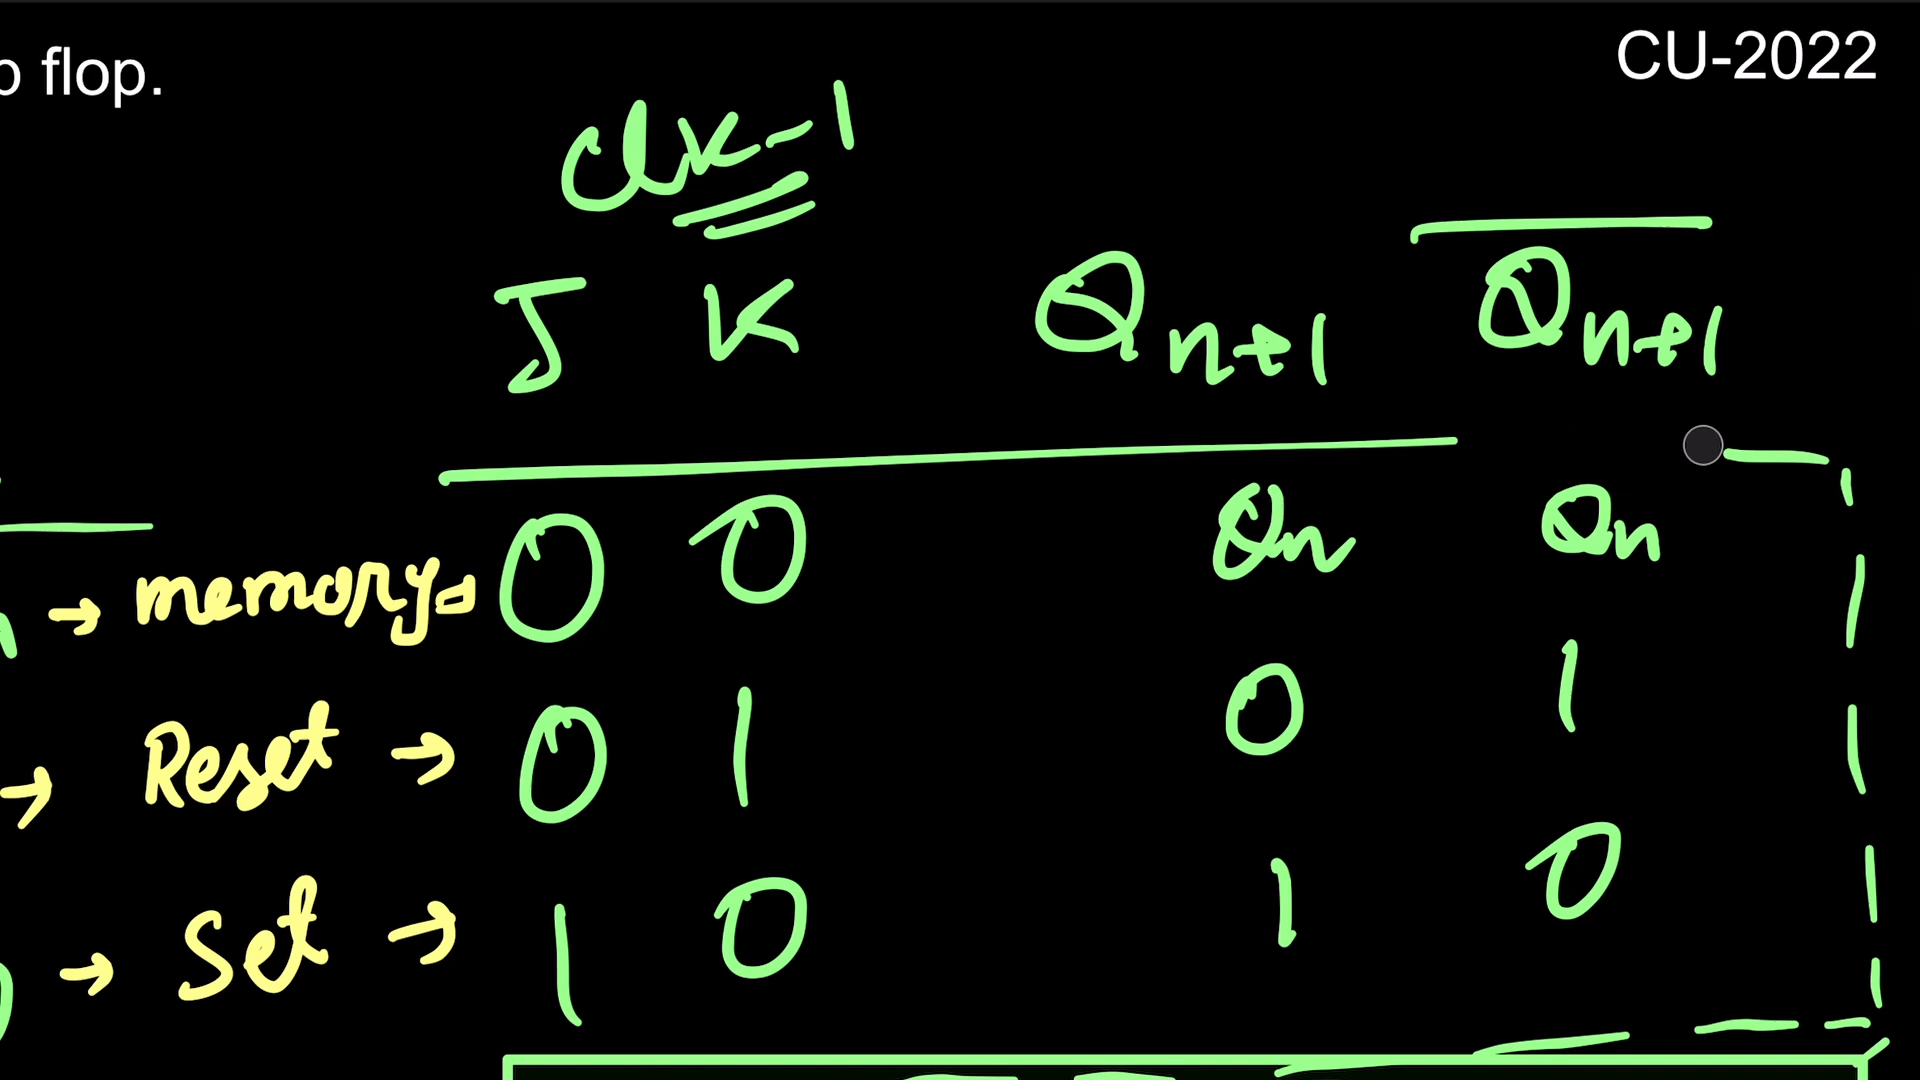 flop. CU-2022
Clk-1
J K Qn+1 Q̅n+1
→ memory→ 0 0 Qn Qn
→ Reset → 0 1 0 1
→ Set → 1 0 1 0